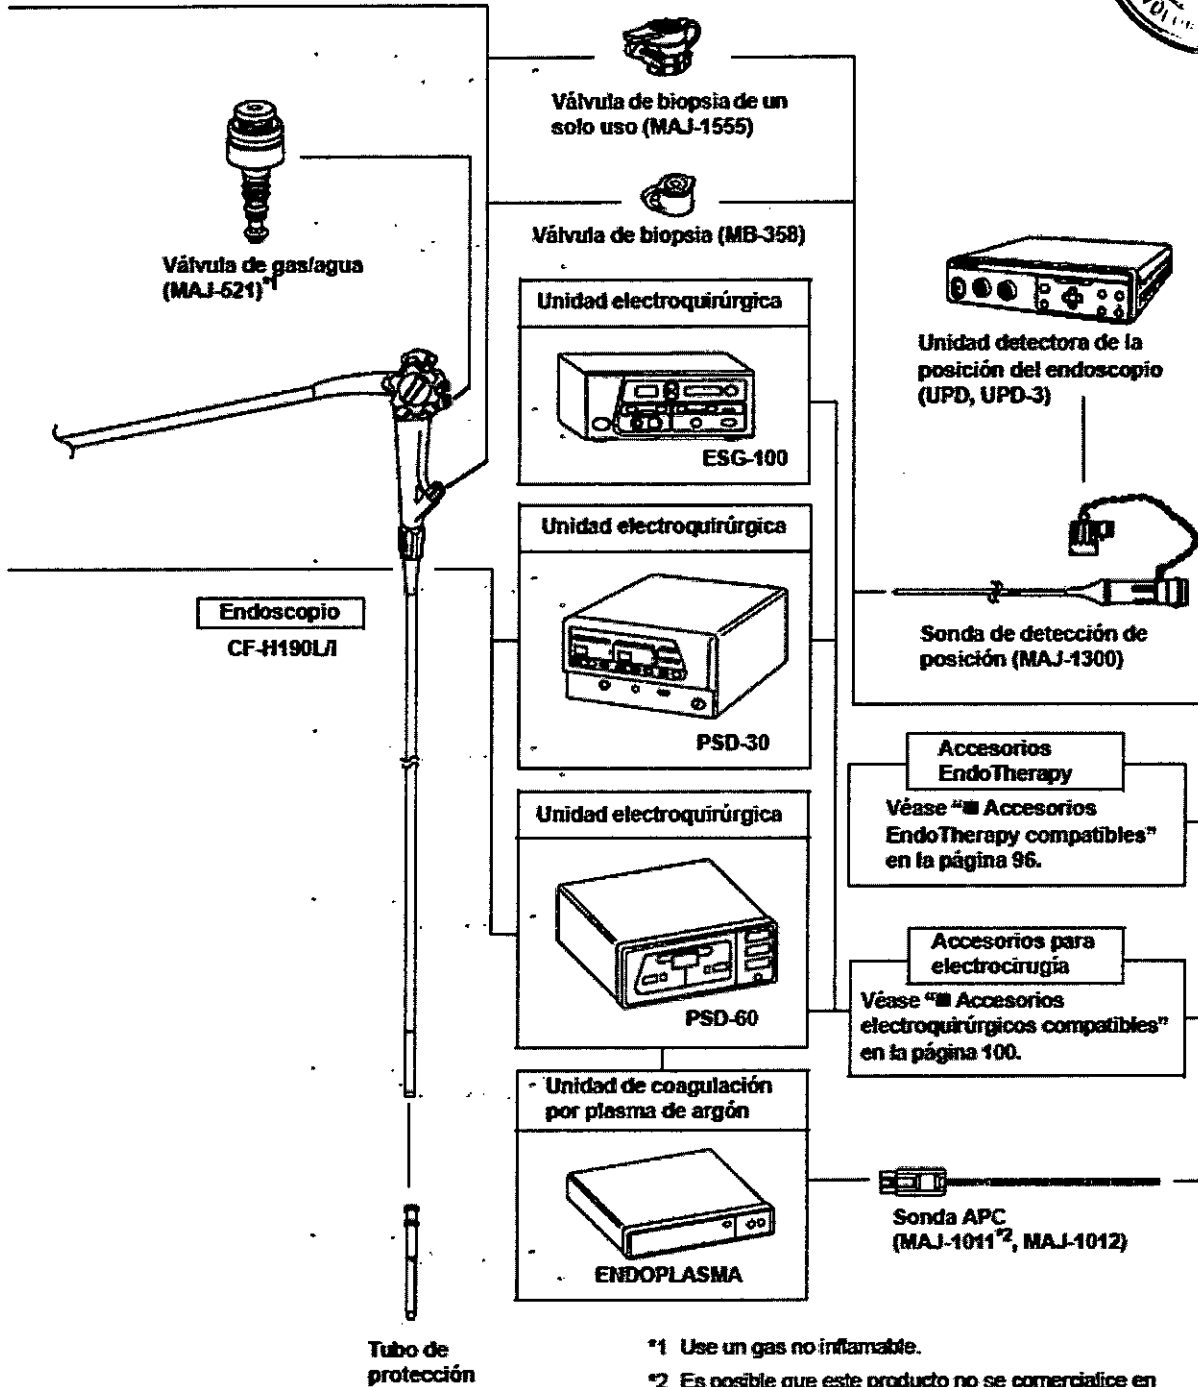 Válvula de biopsia de un
solo uso (MAJ-1555)
Válvula de gas/agua
(MAJ-521)*1
Válvula de biopsia (MB-358)
Unidad electroquirúrgica
ESG-100
Unidad detectora de la
posición del endoscopio
(UPD, UPD-3)
Unidad electroquirúrgica
PSD-30
Endoscopio
CF-H190L/I
Sonda de detección de
posición (MAJ-1300)
Accesorios
EndoTherapy
Véase “■ Accesorios
EndoTherapy compatibles”
en la página 96.
Unidad electroquirúrgica
PSD-60
Accesorios para
electrocirugía
Véase “■ Accesorios
electroquirúrgicos compatibles”
en la página 100.
Unidad de coagulación
por plasma de argón
ENDOPLASMA
Sonda APC
(MAJ-1011*2, MAJ-1012)
Tubo de
protección
*1 Use un gas no inflamable.
*2 Es posible que este producto no se comercialice en